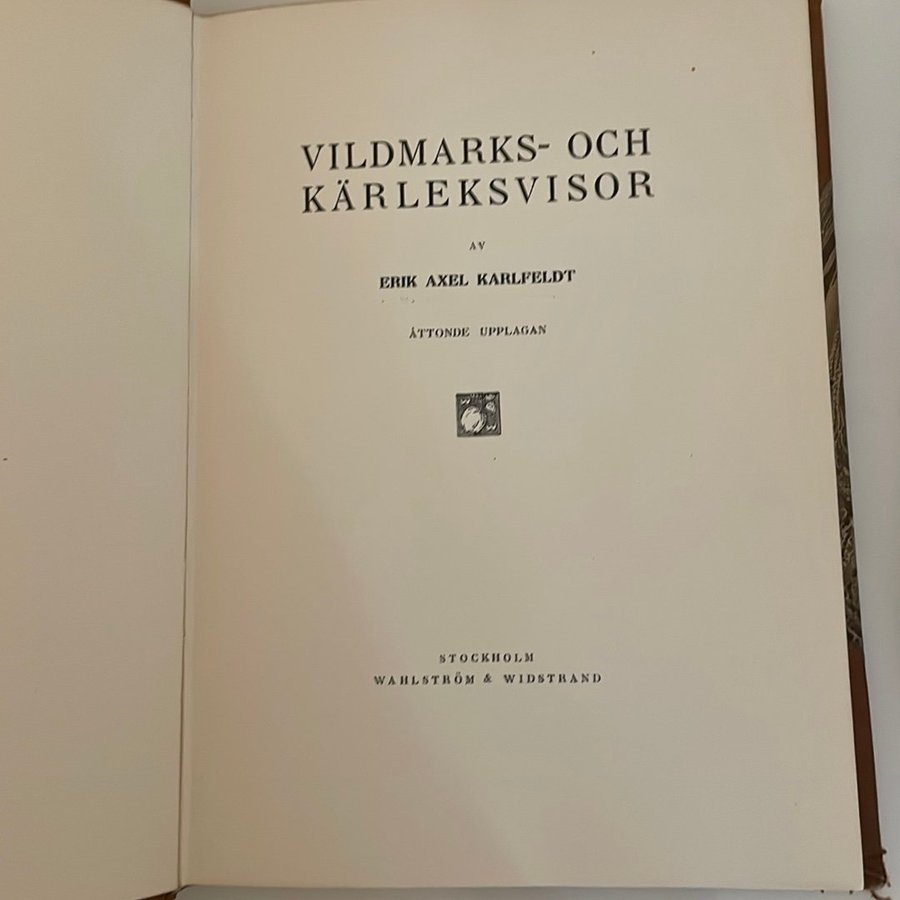 VILDMARKS- OCH
KÄRLEKSVISOR
AV
ERIK AXEL KARLFELDT
ÅTTONDE UPPLAGAN
STOCKHOLM
WAHLSTRÖM & WIDSTRAND